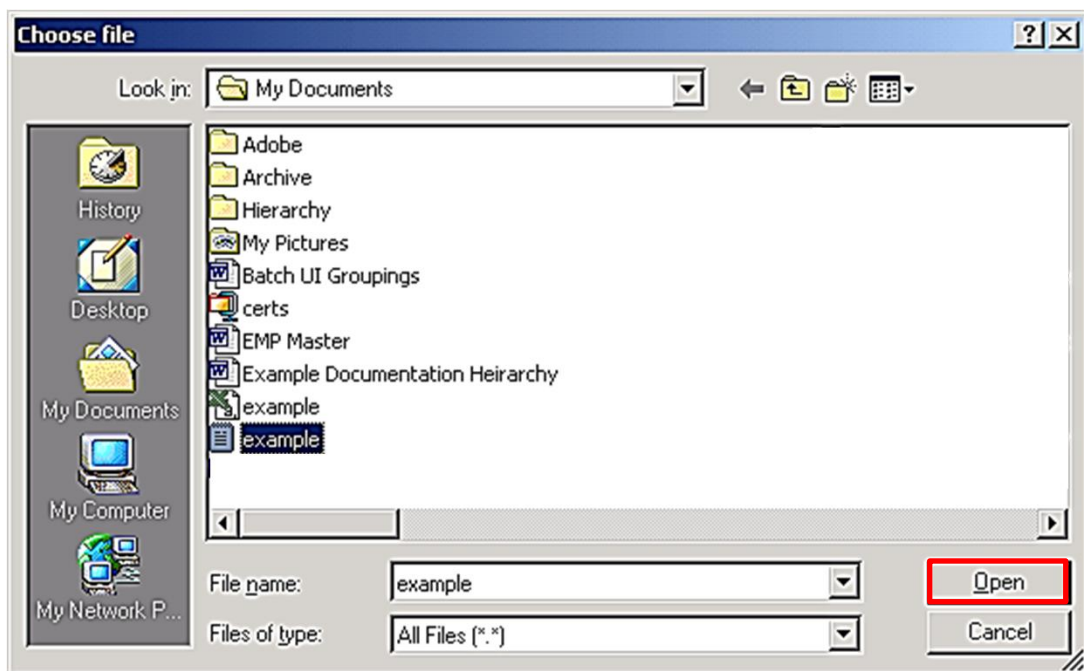 Choose file
Look in: My Documents
History
Desktop
My Documents
My Computer
My Network P...
Adobe
Archive
Hierarchy
My Pictures
Batch UI Groupings
certs
EMP Master
Example Documentation Heirarchy
example
example
File name: example Open
Files of type: All Files (*.*) Cancel